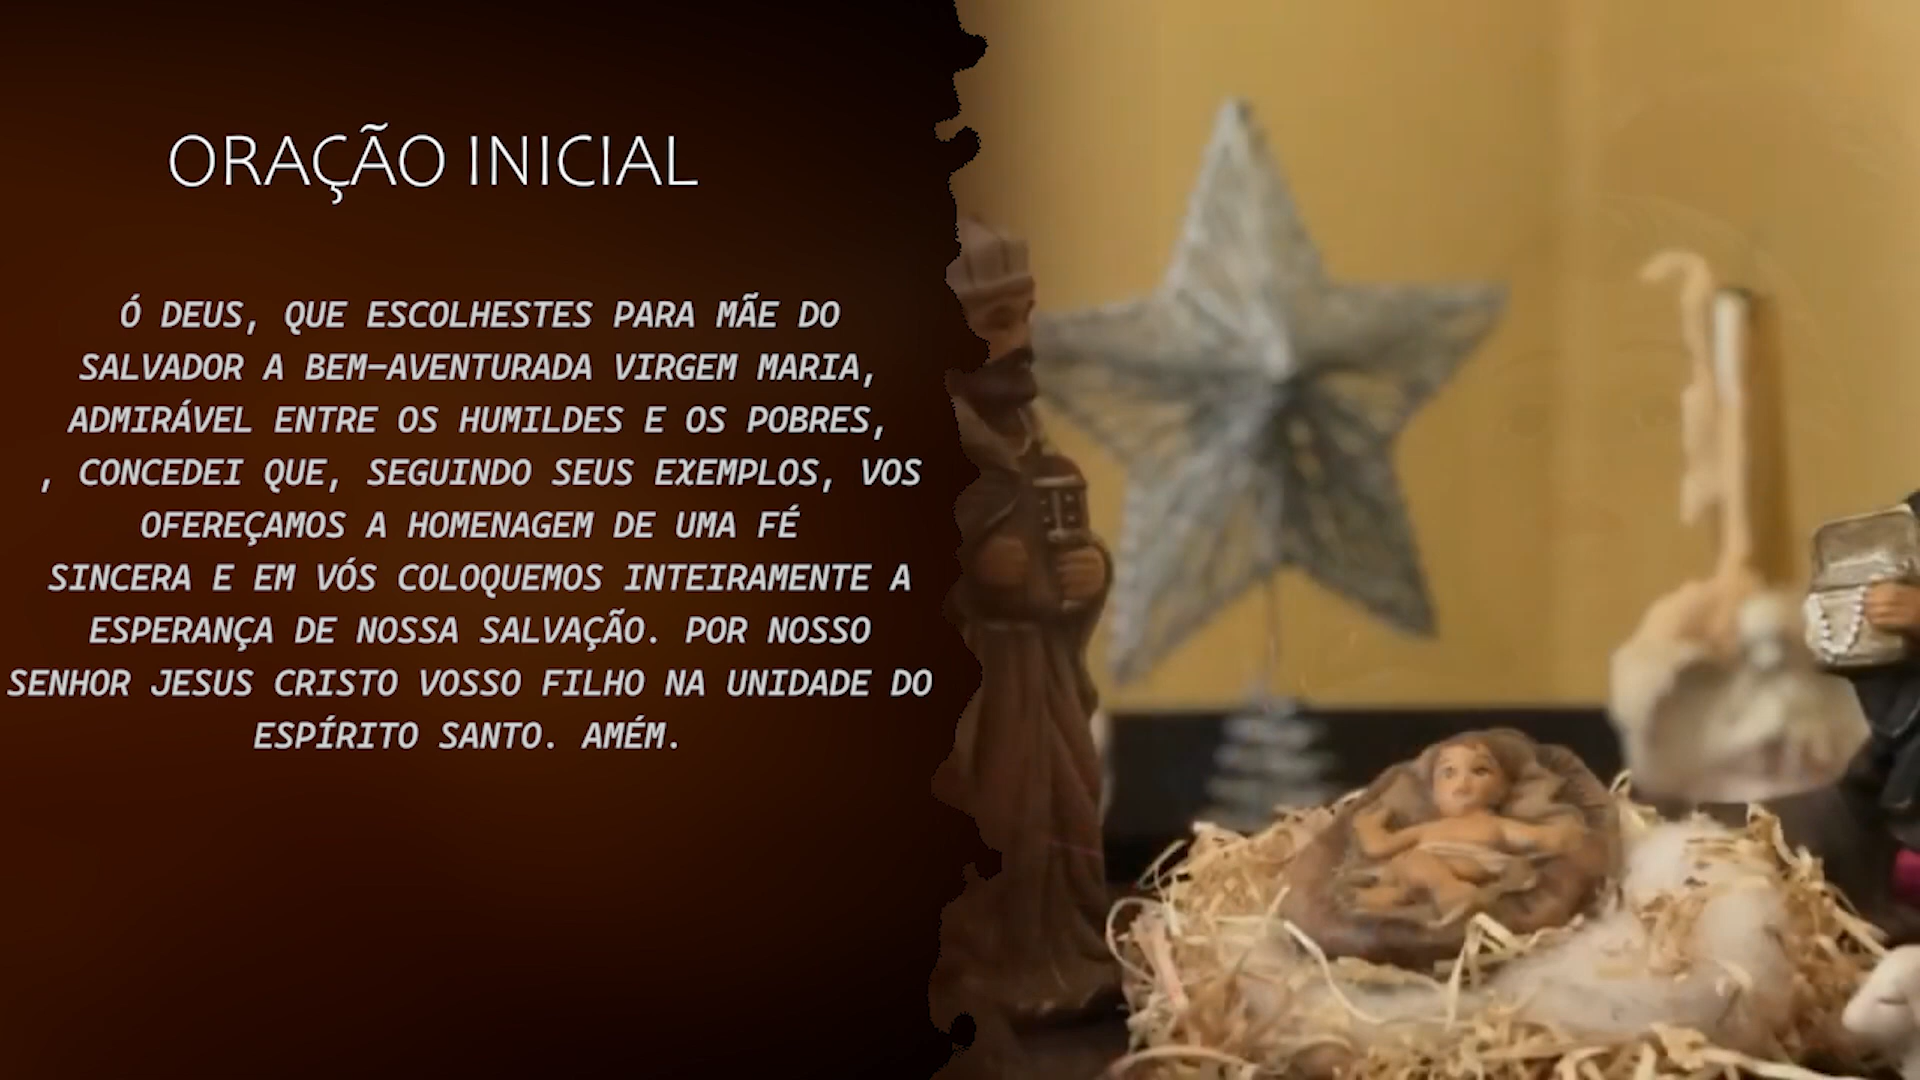 ORAÇÃO INICIAL
Ó DEUS, QUE ESCOLHESTES PARA MÃE DO
SALVADOR A BEM-AVENTURADA VIRGEM MARIA,
ADMIRÁVEL ENTRE OS HUMILDES E OS POBRES,
, CONCEDEI QUE, SEGUINDO SEUS EXEMPLOS, VOS
OFEREÇAMOS A HOMENAGEM DE UMA FÉ
SINCERA E EM VÓS COLOQUEMOS INTEIRAMENTE A
ESPERANÇA DE NOSSA SALVAÇÃO. POR NOSSO
SENHOR JESUS CRISTO VOSSO FILHO NA UNIDADE DO
ESPÍRITO SANTO. AMÉM.